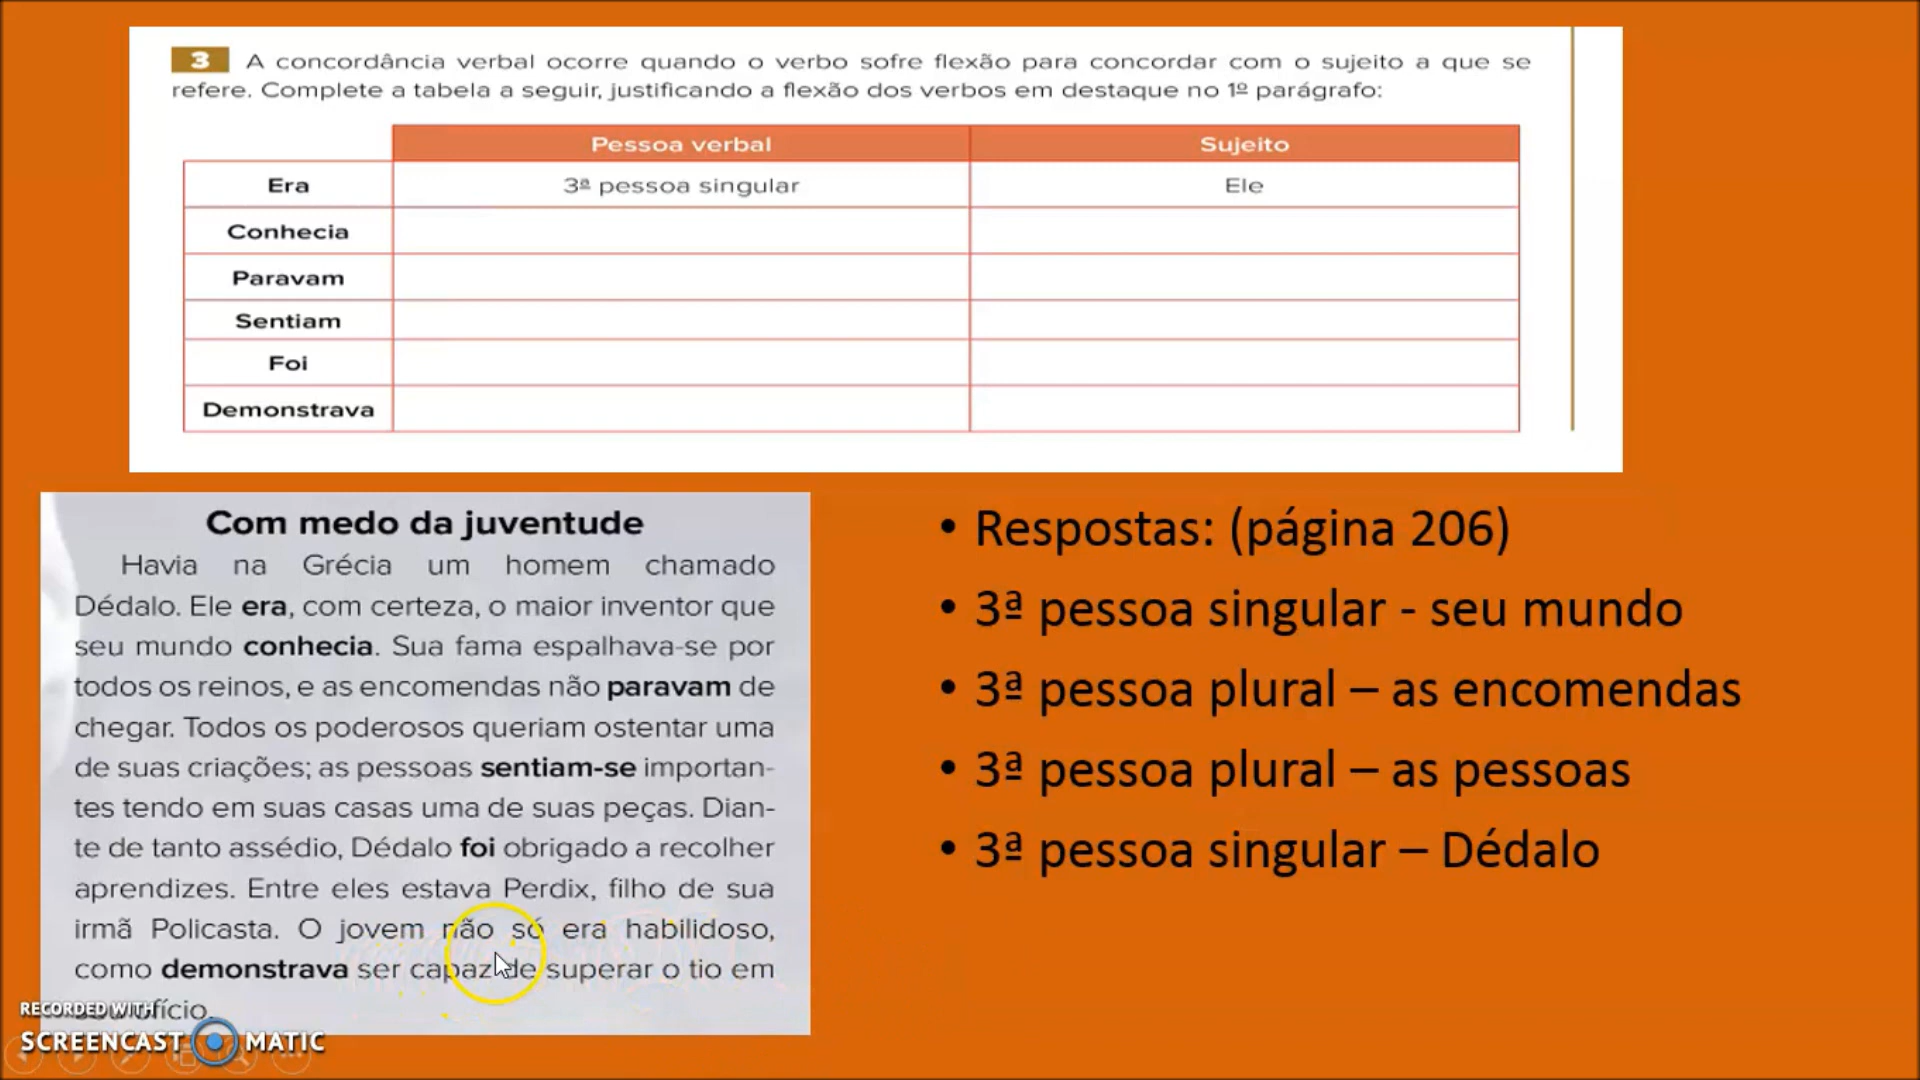 3 A concordância verbal ocorre quando o verbo sofre flexão para concordar com o sujeito a que se
refere. Complete a tabela a seguir, justificando a flexão dos verbos em destaque no 1º parágrafo:
Pessoa verbal Sujeito
Era 3ª pessoa singular Ele
Conhecia
Paravam
Sentiam
Foi
Demonstrava
Com medo da juventude
Havia na Grécia um homem chamado
Dédalo. Ele era, com certeza, o maior inventor que
seu mundo conhecia. Sua fama espalhava-se por
todos os reinos, e as encomendas não paravam de
chegar. Todos os poderosos queriam ostentar uma
de suas criações; as pessoas sentiam-se importan-
tes tendo em suas casas uma de suas peças. Dian-
te de tanto assédio, Dédalo foi obrigado a recolher
aprendizes. Entre eles estava Perdix, filho de sua
irmã Policasta. O jovem não só era habilidoso,
como demonstrava ser capaz de superar o tio em
ofício.
• Respostas: (página 206)
• 3ª pessoa singular - seu mundo
• 3ª pessoa plural – as encomendas
• 3ª pessoa plural – as pessoas
• 3ª pessoa singular – Dédalo
RECORDED WITH
SCREENCAST MATIC